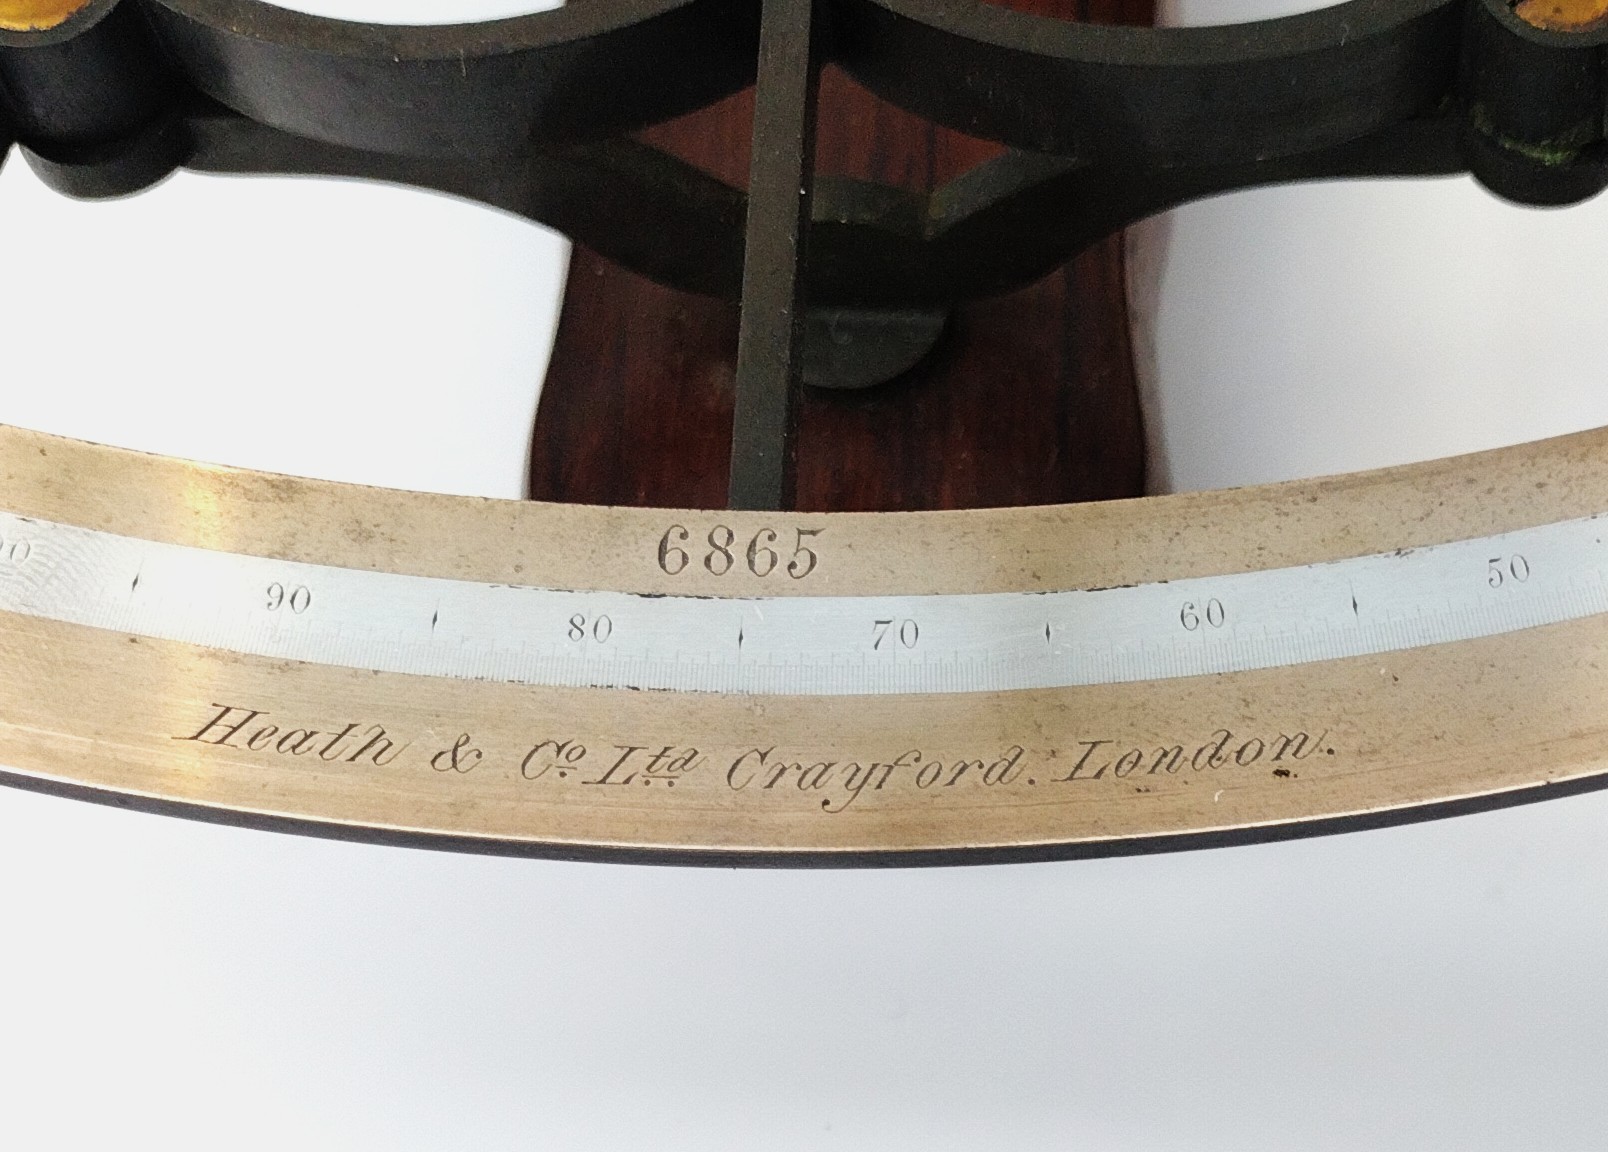 6865
90 80 70 60 50
Heath & Co Ltd Crayford. London.